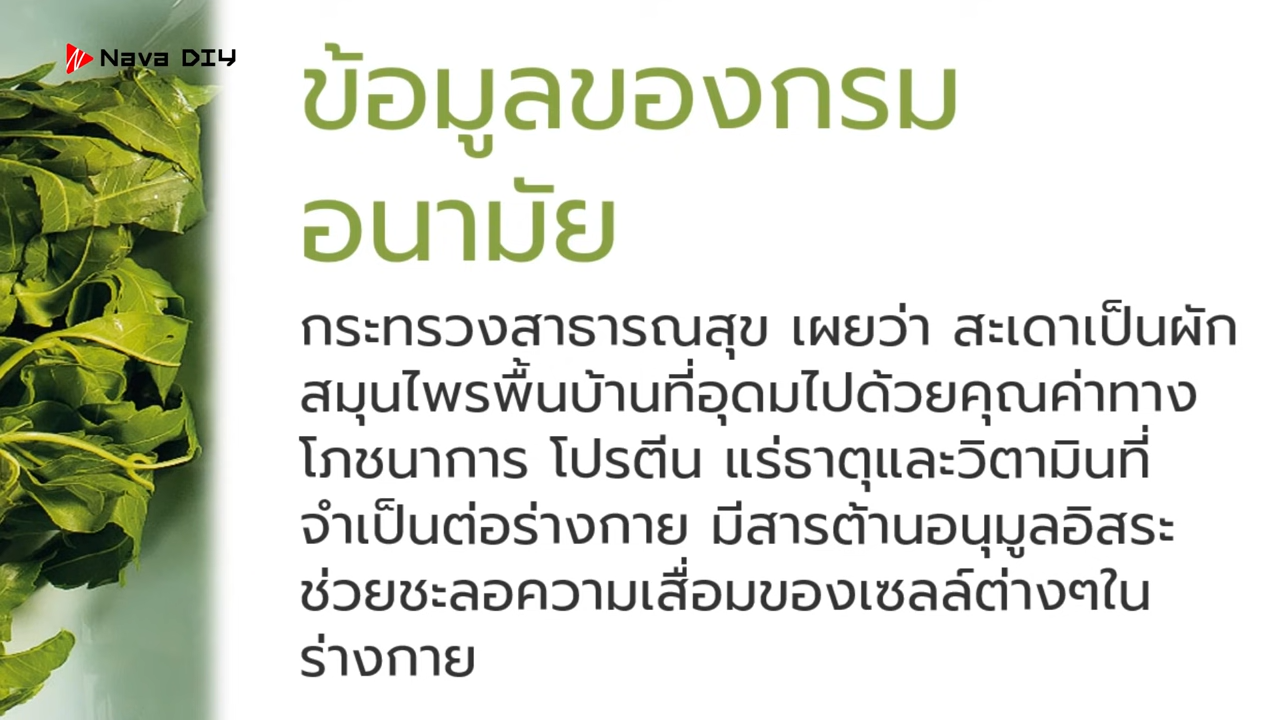 Nava DIY
ข้อมูลของกรม
อนามัย
กระทรวงสาธารณสุข เผยว่า สะเดาเป็นผัก
สมุนไพรพื้นบ้านที่อุดมไปด้วยคุณค่าทาง
โภชนาการ โปรตีน แร่ธาตุและวิตามินที่
จำเป็นต่อร่างกาย มีสารต้านอนุมูลอิสระ
ช่วยชะลอความเสื่อมของเซลล์ต่างๆใน
ร่างกาย